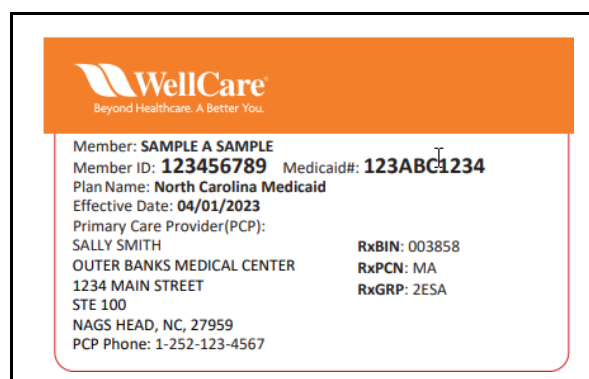 WellCare®
Beyond Healthcare. A Better You.
Member: SAMPLE A SAMPLE
Member ID: 123456789 Medicaid#: 123ABC1234
Plan Name: North Carolina Medicaid
Effective Date: 04/01/2023
Primary Care Provider(PCP):
SALLY SMITH RxBIN: 003858
OUTER BANKS MEDICAL CENTER RxPCN: MA
1234 MAIN STREET RxGRP: 2ESA
STE 100
NAGS HEAD, NC, 27959
PCP Phone: 1-252-123-4567